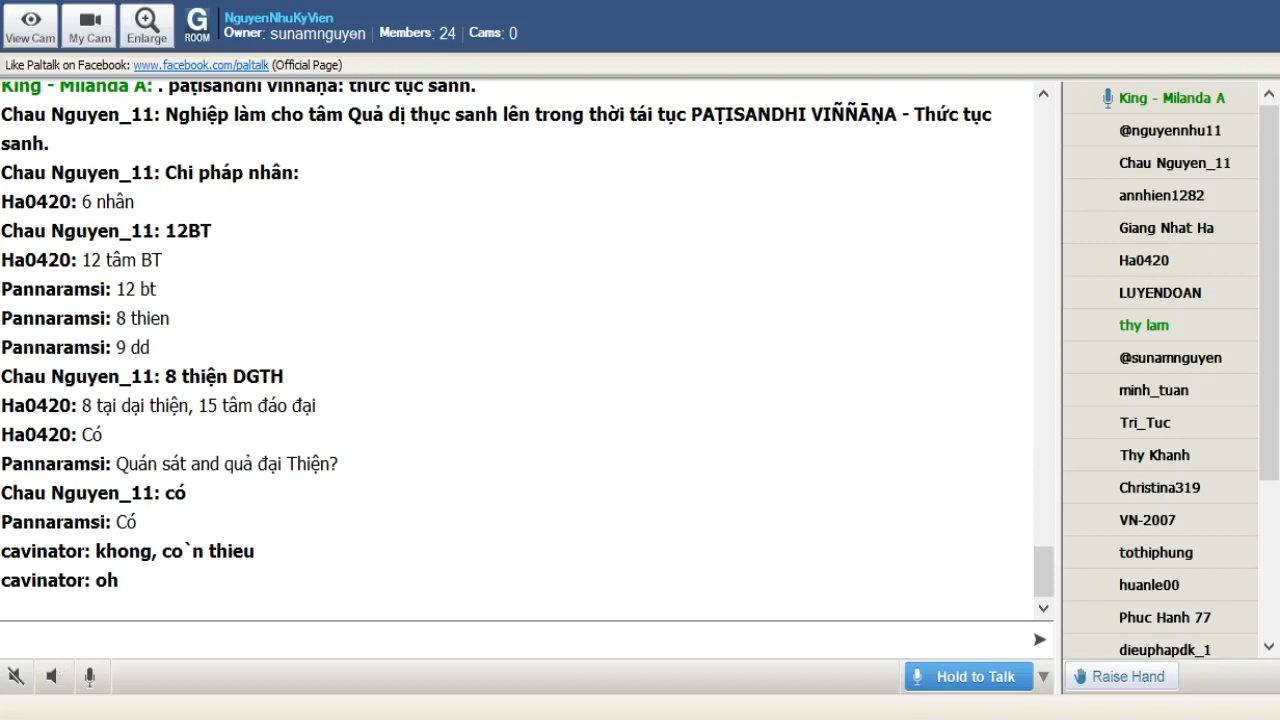 View Cam
My Cam
Enlarge
G
ROOM
NguyenNhuKyVien
Owner: sunamnguyen | Members: 24 | Cams: 0
Like Paltalk on Facebook: www.facebook.com/paltalk (Official Page)
King - Milanda A: . paṭisandhi viññāṇa: thức tục sanh.
Chau Nguyen_11: Nghiệp làm cho tâm Quả dị thục sanh lên trong thời tái tục PAṬISANDHI VIÑÑĀṆA - Thức tục
sanh.
Chau Nguyen_11: Chi pháp nhân:
Ha0420: 6 nhân
Chau Nguyen_11: 12BT
Ha0420: 12 tâm BT
Pannaramsi: 12 bt
Pannaramsi: 8 thien
Pannaramsi: 9 dd
Chau Nguyen_11: 8 thiện DGTH
Ha0420: 8 tại dại thiện, 15 tâm đáo đại
Ha0420: Có
Pannaramsi: Quán sát and quả đại Thiện?
Chau Nguyen_11: có
Pannaramsi: Có
cavinator: khong, co`n thieu
cavinator: oh
Hold to Talk
King - Milanda A
@nguyennhu11
Chau Nguyen_11
annhien1282
Giang Nhat Ha
Ha0420
LUYENDOAN
thy lam
@sunamnguyen
minh_tuan
Tri_Tuc
Thy Khanh
Christina319
VN-2007
tothiphung
huanle00
Phuc Hanh 77
dieuphapdk_1
Raise Hand